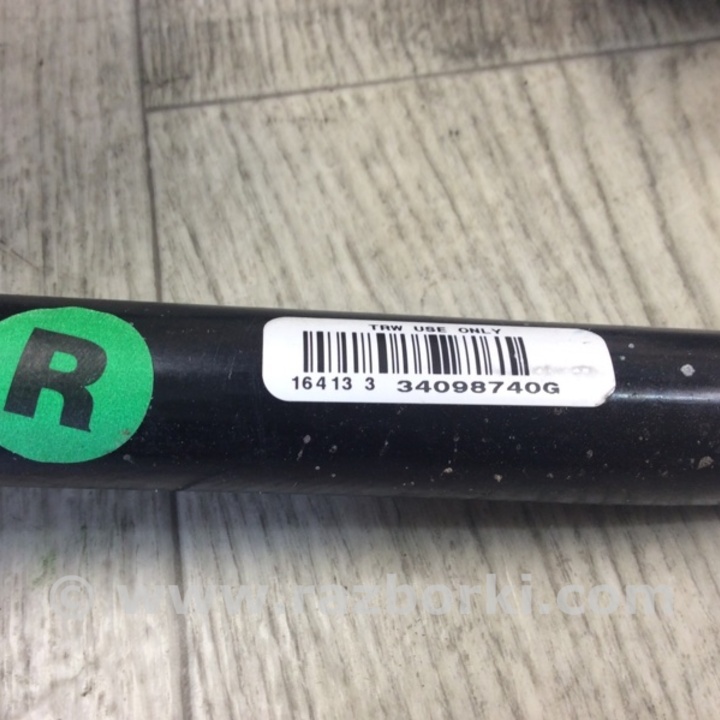 R
TRW USE ONLY
16413 3 34098740G
© www.razborki.com